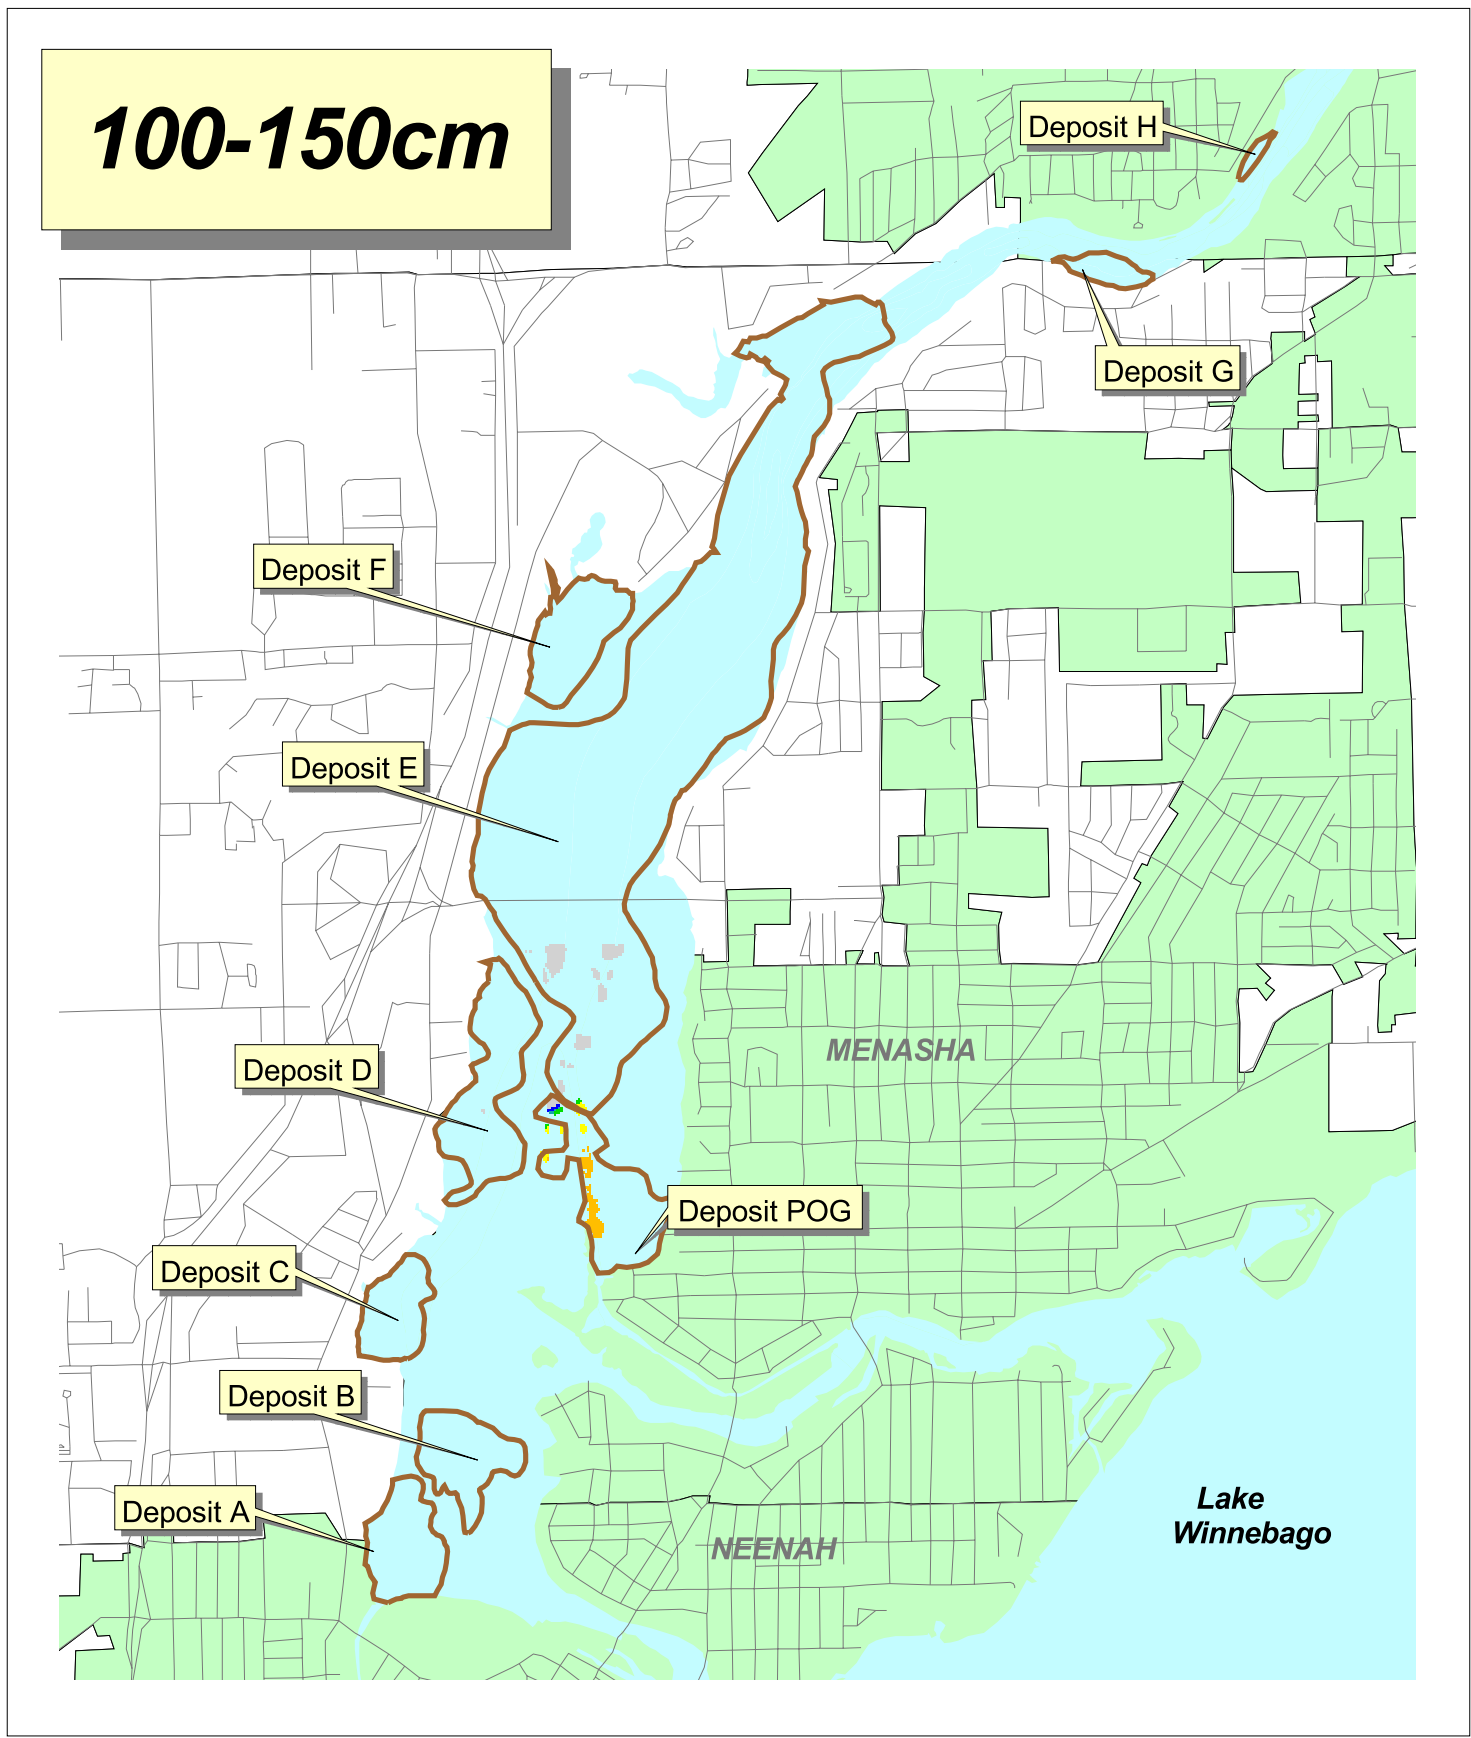 100-150cm
Deposit H
Deposit G
Deposit F
Deposit E
MENASHA
Deposit D
Deposit POG
Deposit C
Deposit B
Deposit A
Lake
Winnebago
NEENAH